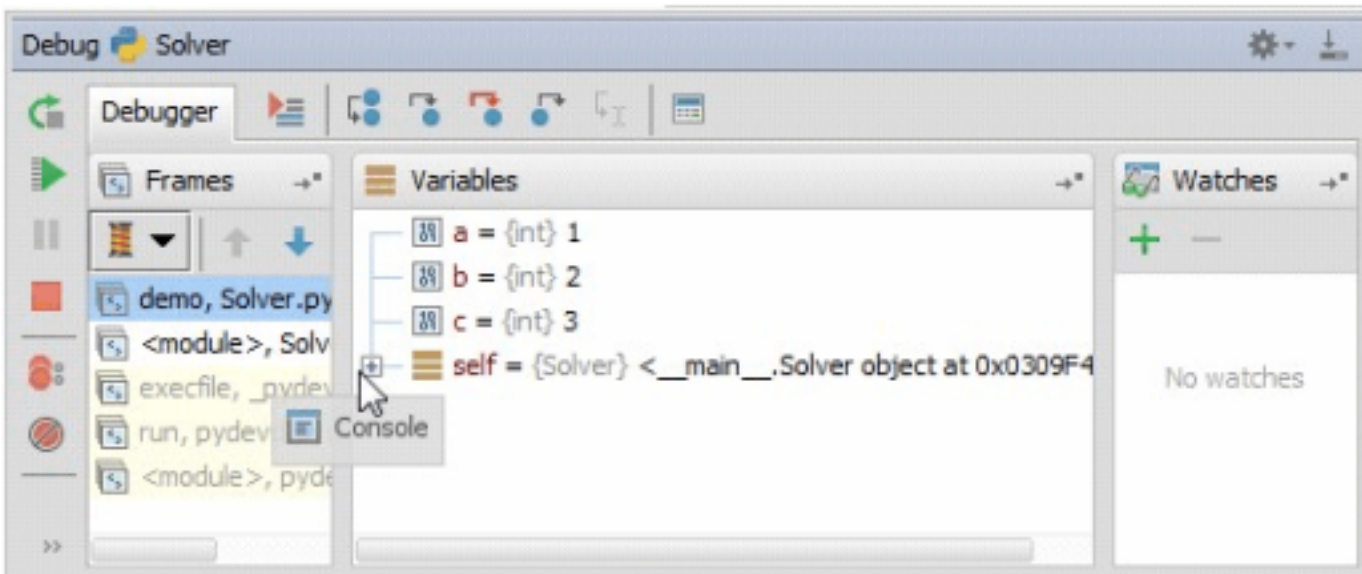 Debug Solver
Debugger
Frames
Variables
Watches
demo, Solver.py
<module>, Solv
execfile, _pydev
run, pydev
<module>, pyde
a = {int} 1
b = {int} 2
c = {int} 3
self = {Solver} <__main__.Solver object at 0x0309F4
Console
No watches